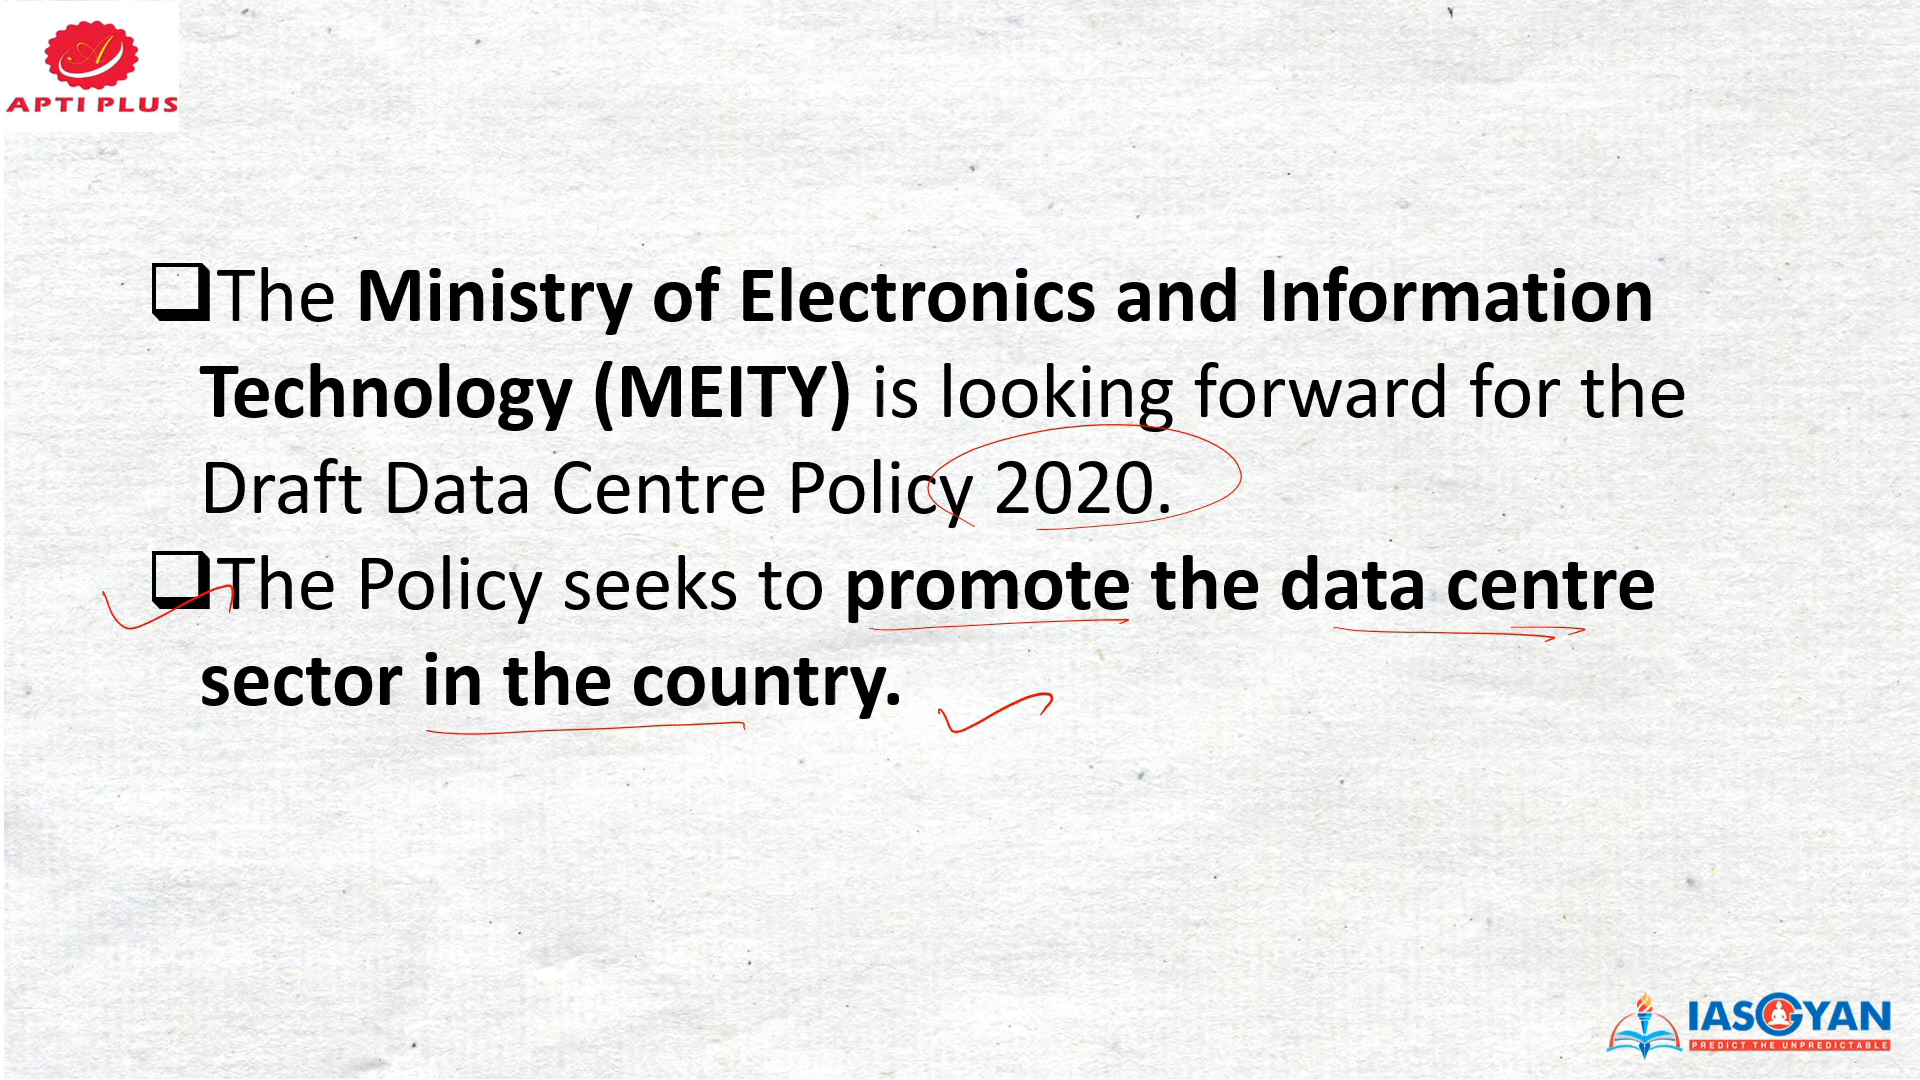 APTI PLUS
❑The Ministry of Electronics and Information
Technology (MEITY) is looking forward for the
Draft Data Centre Policy 2020.
❑The Policy seeks to promote the data centre
sector in the country.
IASGYAN
PREDICT THE UNPREDICTABLE